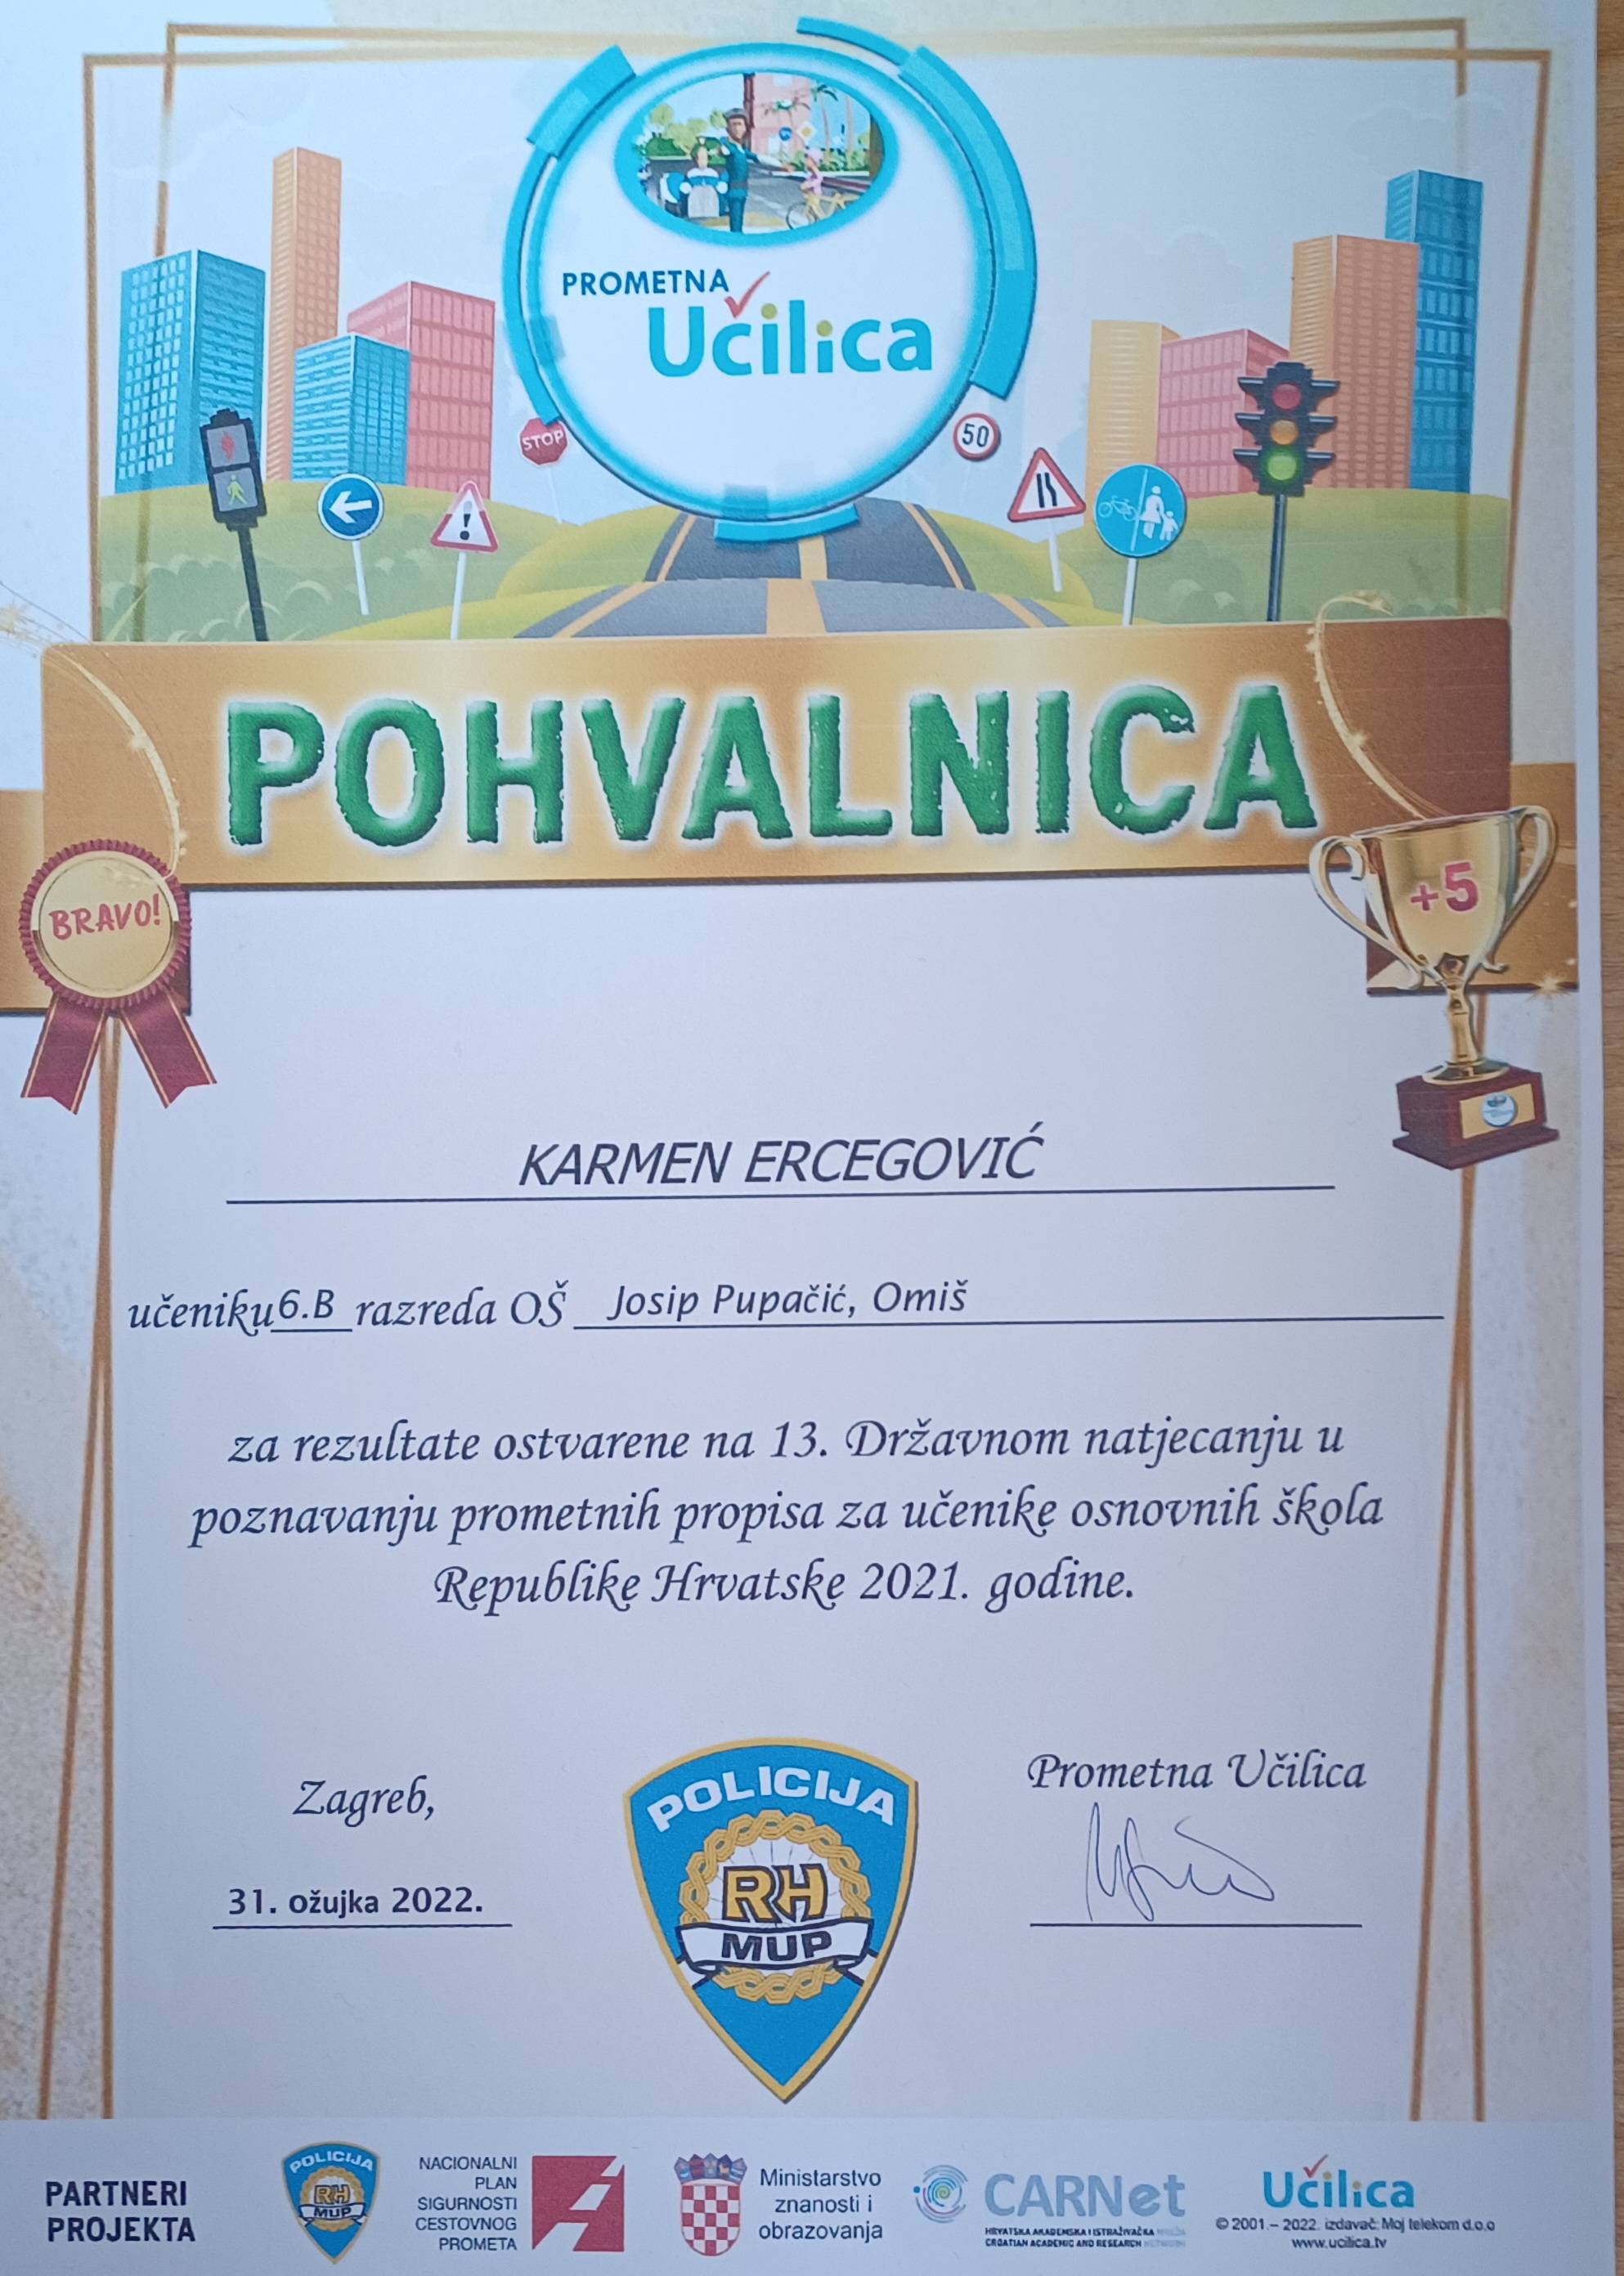 PROMETNA
Učilica
STOP
50
POHVALNICA
BRAVO!
+5
KARMEN ERCEGOVIĆ
učeniku 6.B razreda OŠ Josip Pupačić, Omiš
za rezultate ostvarene na 13. Državnom natjecanju u
poznavanju prometnih propisa za učenike osnovnih škola
Republike Hrvatske 2021. godine.
Zagreb,
31. ožujka 2022.
POLICIJA
RH
MUP
Prometna Učilica
PARTNERI
PROJEKTA
POLICIJA
RH
MUP
NACIONALNI
PLAN
SIGURNOSTI
CESTOVNOG
PROMETA
Ministarstvo
znanosti i
obrazovanja
CARNet
HRVATSKA AKADEMSKA I ISTRAŽIVAČKA MREŽA
CROATIAN ACADEMIC AND RESEARCH NETWORK
Učilica
© 2001.– 2022. izdavač: Moj telekom d.o.o
www.ucilica.tv